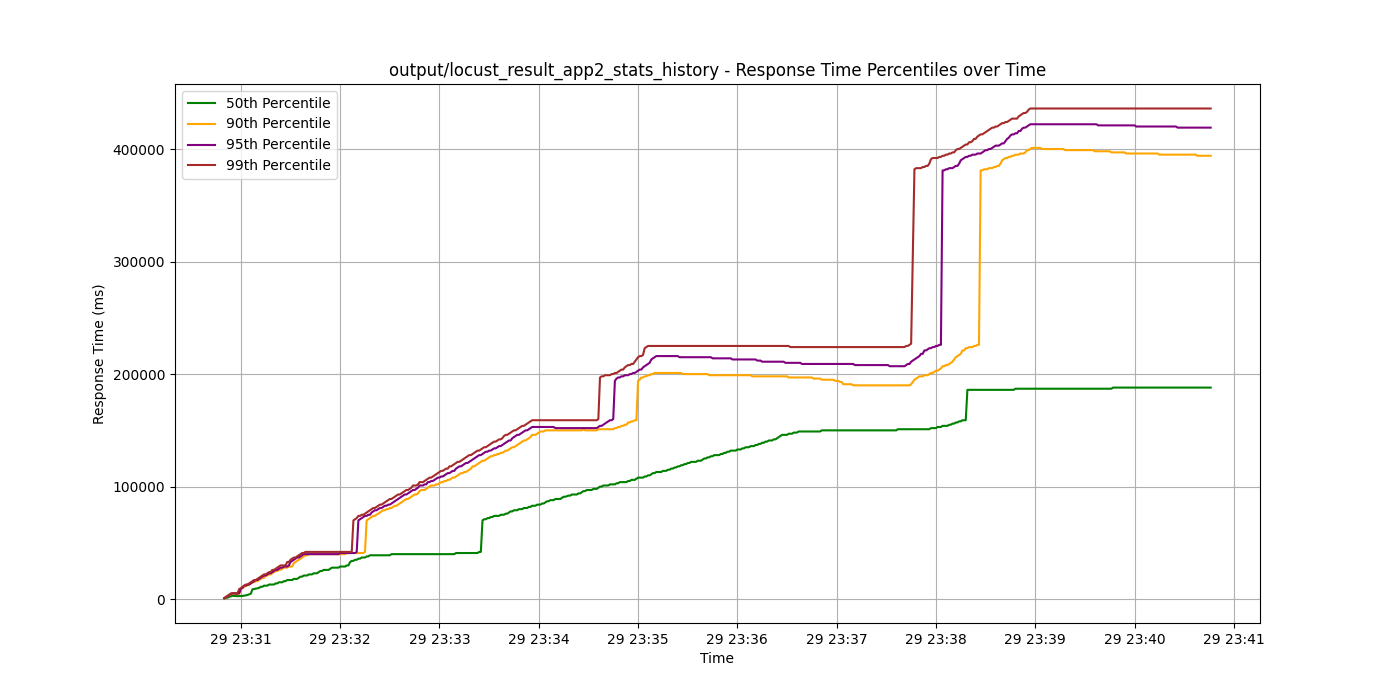 output/locust_result_app2_stats_history - Response Time Percentiles over Time
50th Percentile
90th Percentile
95th Percentile
99th Percentile
Response Time (ms)
400000
300000
200000
100000
0
29 23:31 29 23:32 29 23:33 29 23:34 29 23:35 29 23:36 29 23:37 29 23:38 29 23:39 29 23:40 29 23:41
Time